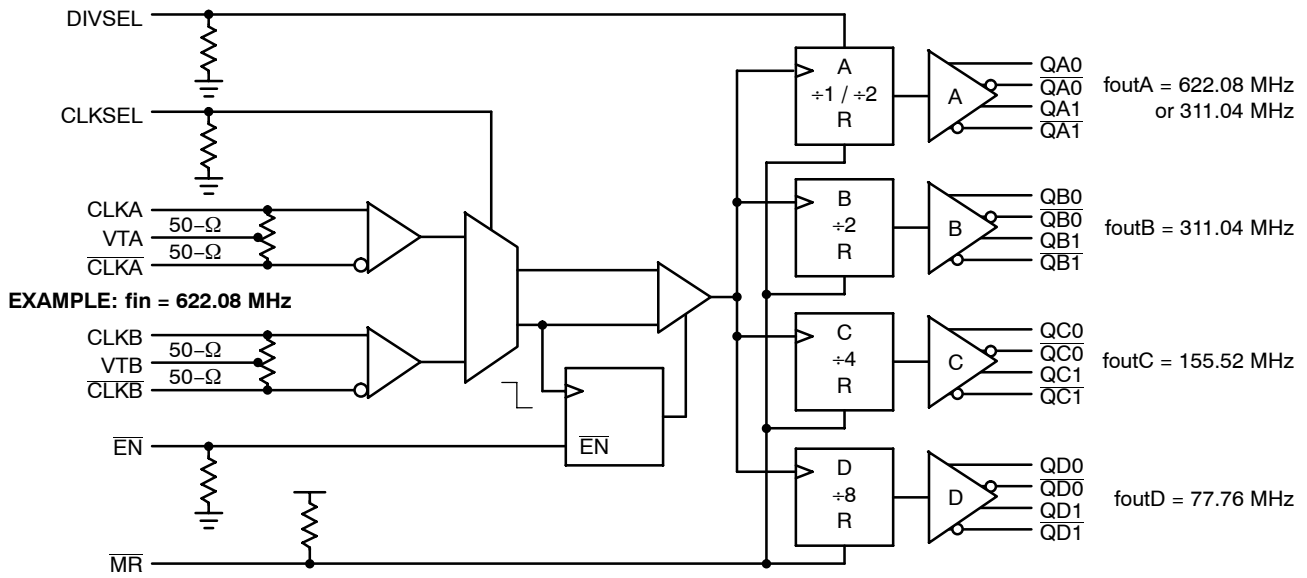 DIVSEL
CLKSEL
CLKA
50-Ω
VTA
50-Ω
CLKA
EXAMPLE: fin = 622.08 MHz
CLKB
50-Ω
VTB
50-Ω
CLKB
EN
MR
EN
A
÷1 / ÷2
R
B
÷2
R
C
÷4
R
D
÷8
R
A
QA0
QA0
QA1
QA1
foutA = 622.08 MHz
or 311.04 MHz
B
QB0
QB0
QB1
QB1
foutB = 311.04 MHz
C
QC0
QC0
QC1
QC1
foutC = 155.52 MHz
D
QD0
QD0
QD1
QD1
foutD = 77.76 MHz